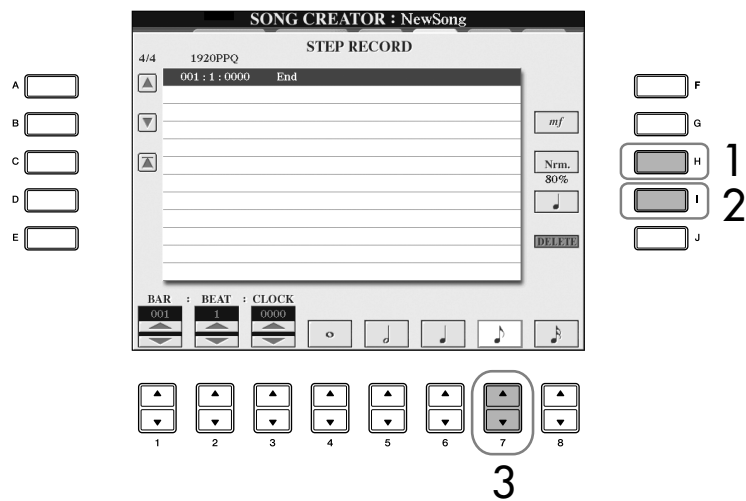 SONG CREATOR : NewSong
STEP RECORD
4/4 1920PPQ
001 : 1 : 0000 End
A
B
C
D
E
F
G
H 1
I 2
J
mf
Nrm.
80%
DELETE
BAR : BEAT : CLOCK
001 1 0000
1 2 3 4 5 6 7 8
3